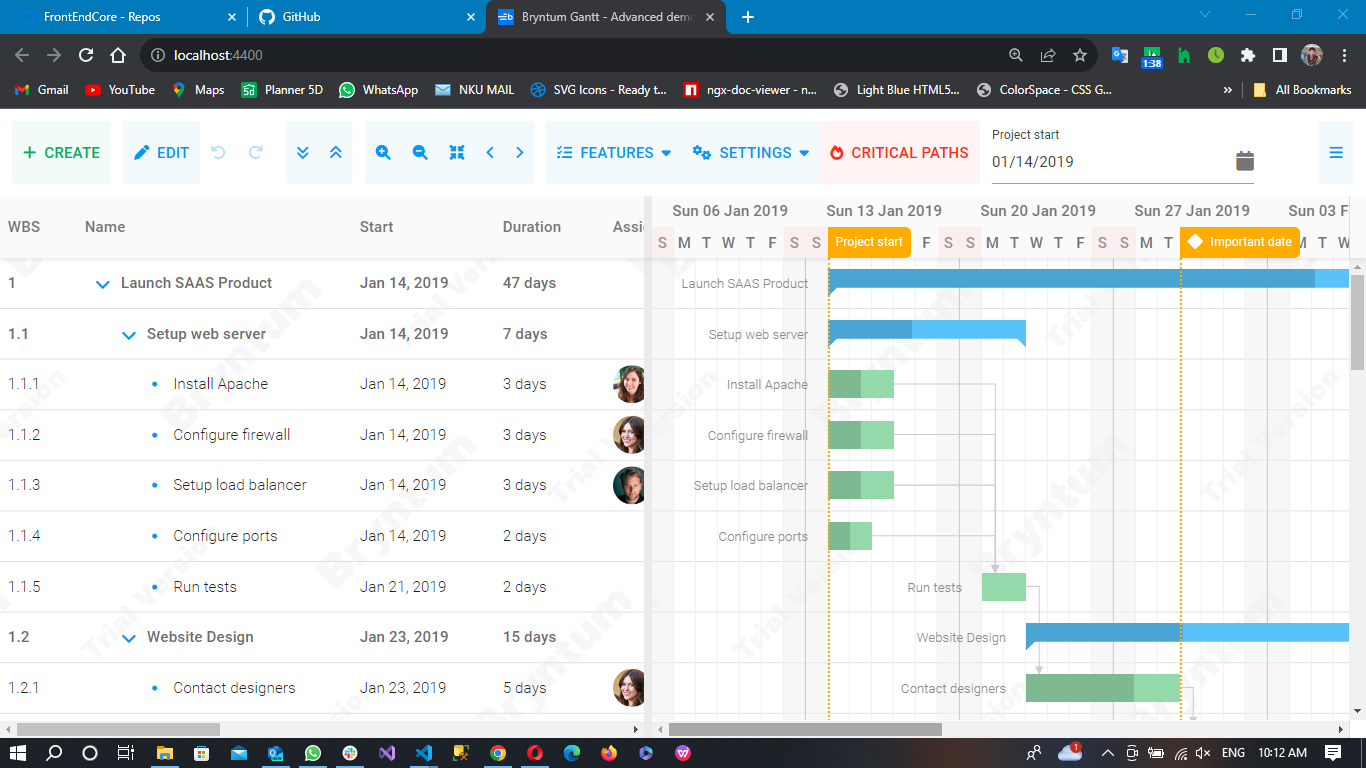 FrontEndCore - Repos
GitHub
Bryntum Gantt - Advanced dem
localhost:4400
1:38
Gmail
YouTube
Maps
Planner 5D
WhatsApp
NKU MAIL
SVG Icons - Ready t...
ngx-doc-viewer - n...
Light Blue HTML5...
ColorSpace - CSS G...
All Bookmarks
CREATE
EDIT
FEATURES
SETTINGS
CRITICAL PATHS
Project start
01/14/2019
WBS Name Start Duration Assi
Sun 06 Jan 2019 Sun 13 Jan 2019 Sun 20 Jan 2019 Sun 27 Jan 2019 Sun 03 F
S M T W T F S S Project start F S S M T W T F S S M T Important date M T W
1 Launch SAAS Product Jan 14, 2019 47 days Launch SAAS Product
1.1 Setup web server Jan 14, 2019 7 days Setup web server
1.1.1 Install Apache Jan 14, 2019 3 days Install Apache
1.1.2 Configure firewall Jan 14, 2019 3 days Configure firewall
1.1.3 Setup load balancer Jan 14, 2019 3 days Setup load balancer
1.1.4 Configure ports Jan 14, 2019 2 days Configure ports
1.1.5 Run tests Jan 21, 2019 2 days Run tests
1.2 Website Design Jan 23, 2019 15 days Website Design
1.2.1 Contact designers Jan 23, 2019 5 days Contact designers
Bryntum
Trial Version
ENG
10:12 AM
1